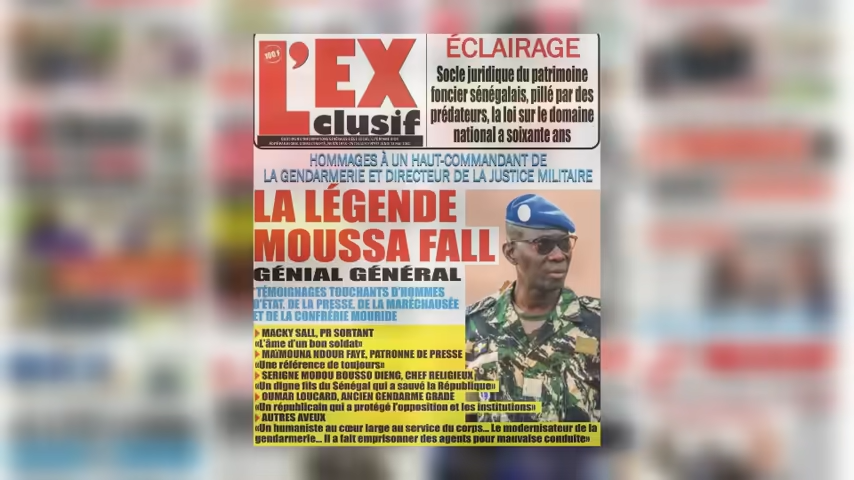 100 F
L'EX
clusif
ÉCLAIRAGE
Socle juridique du patrimoine
foncier sénégalais, pillé par des
prédateurs, la loi sur le domaine
national a soixante ans
HOMMAGES À UN HAUT-COMMANDANT DE
LA GENDARMERIE ET DIRECTEUR DE LA JUSTICE MILITAIRE
LA LÉGENDE
MOUSSA FALL
GÉNIAL GÉNÉRAL
TÉMOIGNAGES TOUCHANTS D'HOMMES
D'ETAT, DE LA PRESSE, DE LA MARÉCHAUSÉE
ET DE LA CONFRÉRIE MOURIDE
MACKY SALL, PR SORTANT
«L'âme d'un bon soldat»
MAÏMOUNA NDOUR FAYE, PATRONNE DE PRESSE
«Une référence de toujours»
SERIGNE MODOU BOUSSO DIENG, CHEF RELIGIEUX
«Un digne fils du Sénégal qui a sauvé la République»
OUMAR LOUCARD, ANCIEN GENDARME GRADE
«Un républicain qui a protégé l'opposition et les institutions»
AUTRES AVEUX
«Un humaniste au cœur large au service du corps... Le modernisateur de la
gendarmerie... Il a fait emprisonner des agents pour mauvaise conduite»